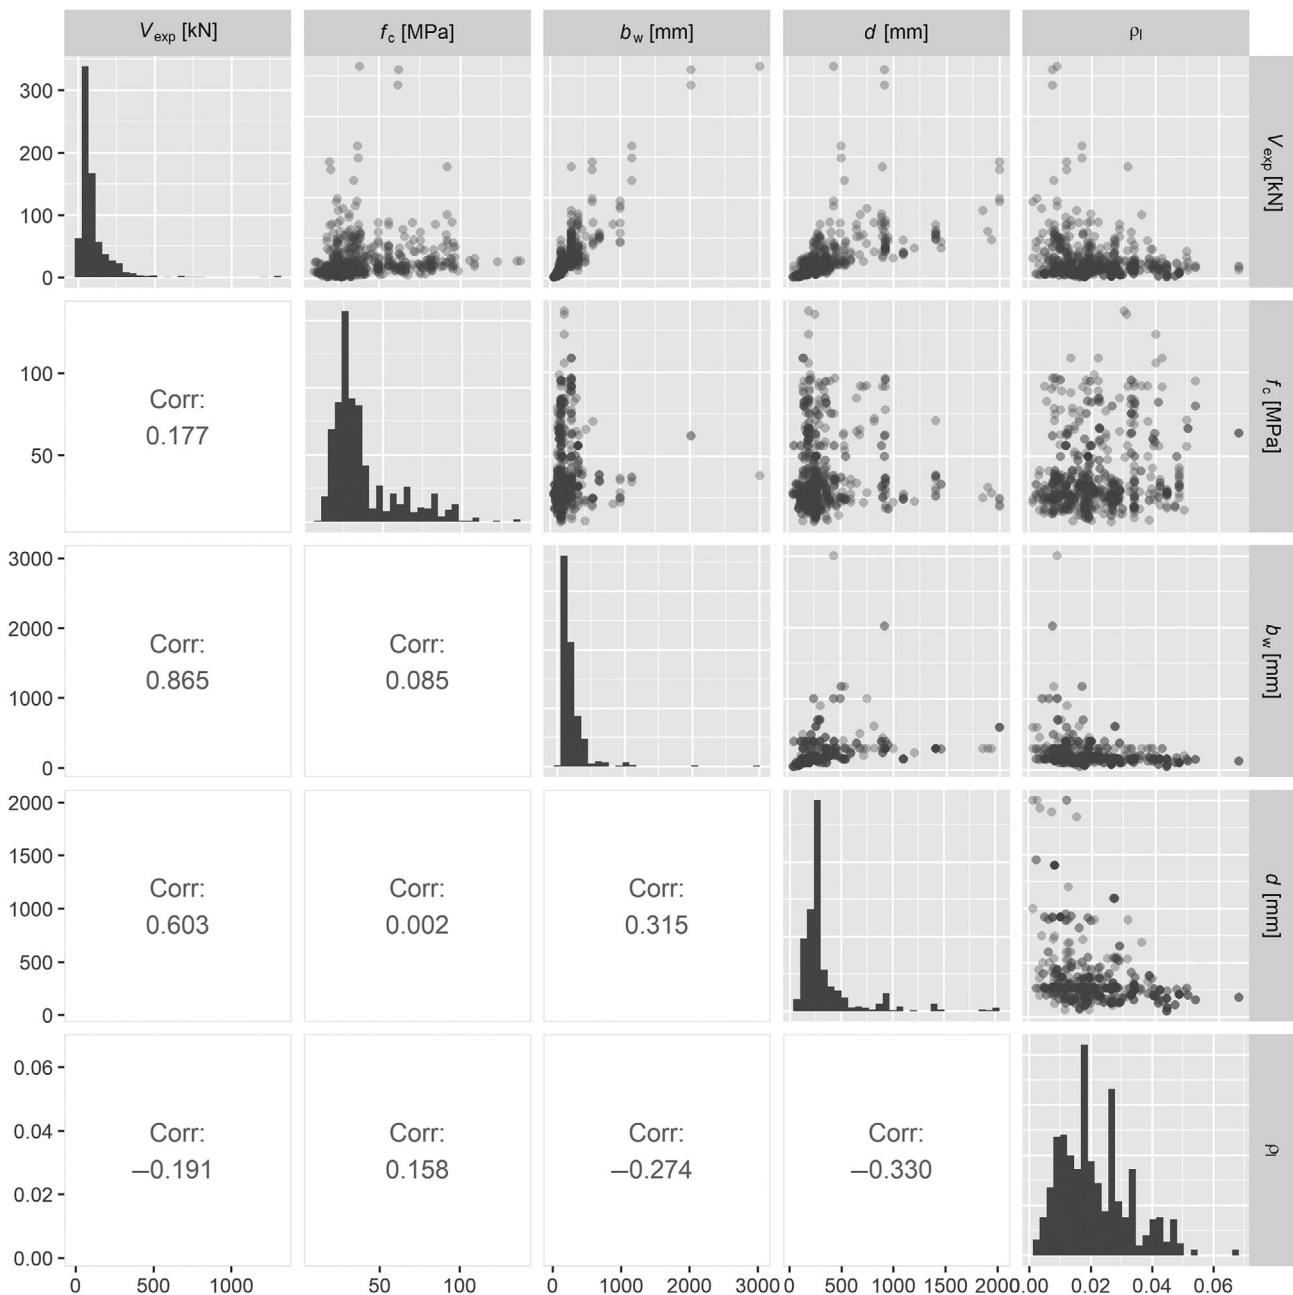 Vexp [kN] fc [MPa] bw [mm] d [mm] ρl
300
200
100
0
Vexp [kN]
100
50
Corr:
0.177
fc [MPa]
3000
2000
1000
0
Corr: Corr:
0.865 0.085
bw [mm]
2000
1500
1000
500
0
Corr: Corr: Corr:
0.603 0.002 0.315
d [mm]
0.06
0.04
0.02
0.00
Corr: Corr: Corr: Corr:
–0.191 0.158 –0.274 –0.330
ρl
0 500 1000 50 100 0 1000 2000 3000 0 500 1000 1500 2000 0.00 0.02 0.04 0.06